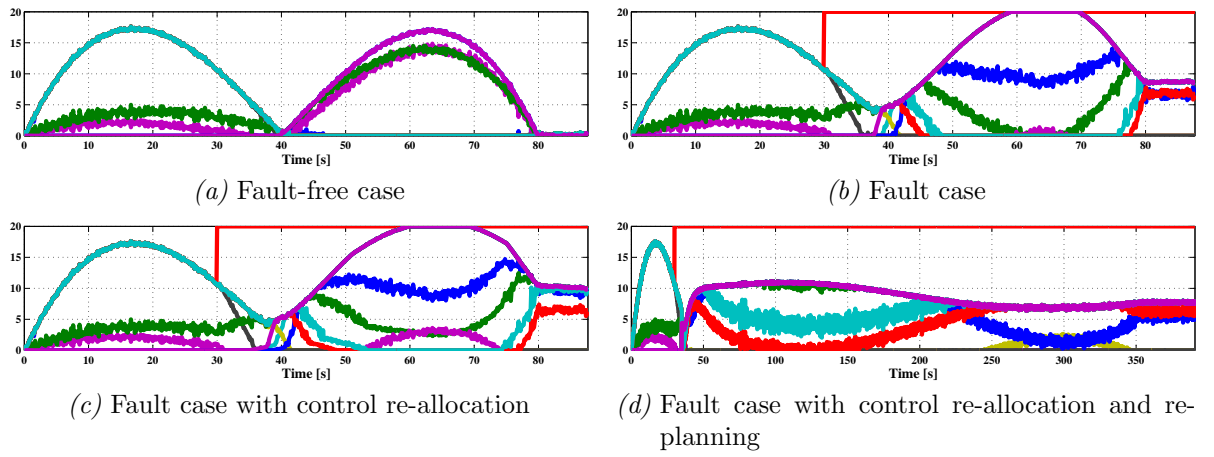 20
15
10
5
0
0 10 20 30 40 50 60 70 80
Time [s]
(a) Fault-free case
20
15
10
5
0
0 10 20 30 40 50 60 70 80
Time [s]
(b) Fault case
20
15
10
5
0
0 10 20 30 40 50 60 70 80
Time [s]
(c) Fault case with control re-allocation
20
15
10
5
0
50 100 150 200 250 300 350
Time [s]
(d) Fault case with control re-allocation and re-
planning